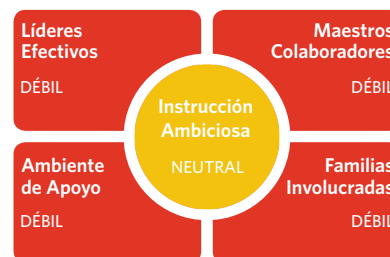 Líderes
Efectivos
DÉBIL
Maestros
Colaboradores
DÉBIL
Instrucción
Ambiciosa
NEUTRAL
Ambiente
de Apoyo
DÉBIL
Familias
Involucradas
DÉBIL